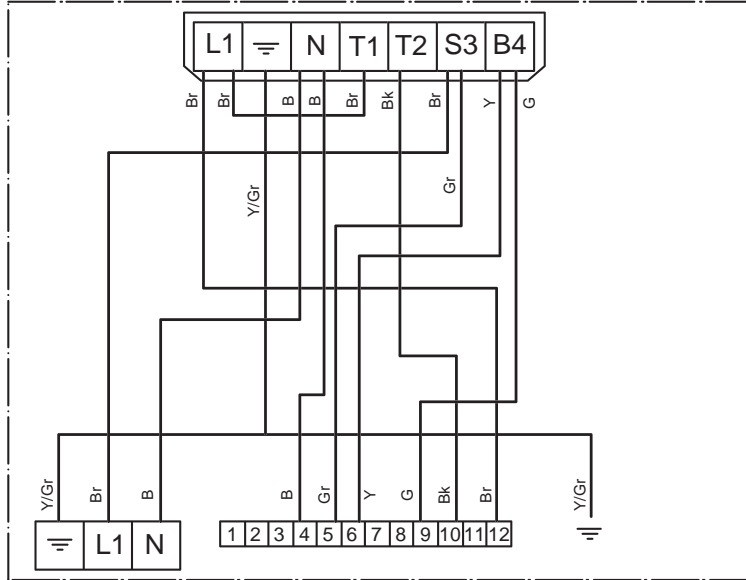 L1 N T1 T2 S3 B4
Br Br B B Br Bk Br Y G
Y/Gr Gr
Y/Gr Br B B Gr Y G Bk Br Y/Gr
L1 N
1 2 3 4 5 6 7 8 9 10 11 12